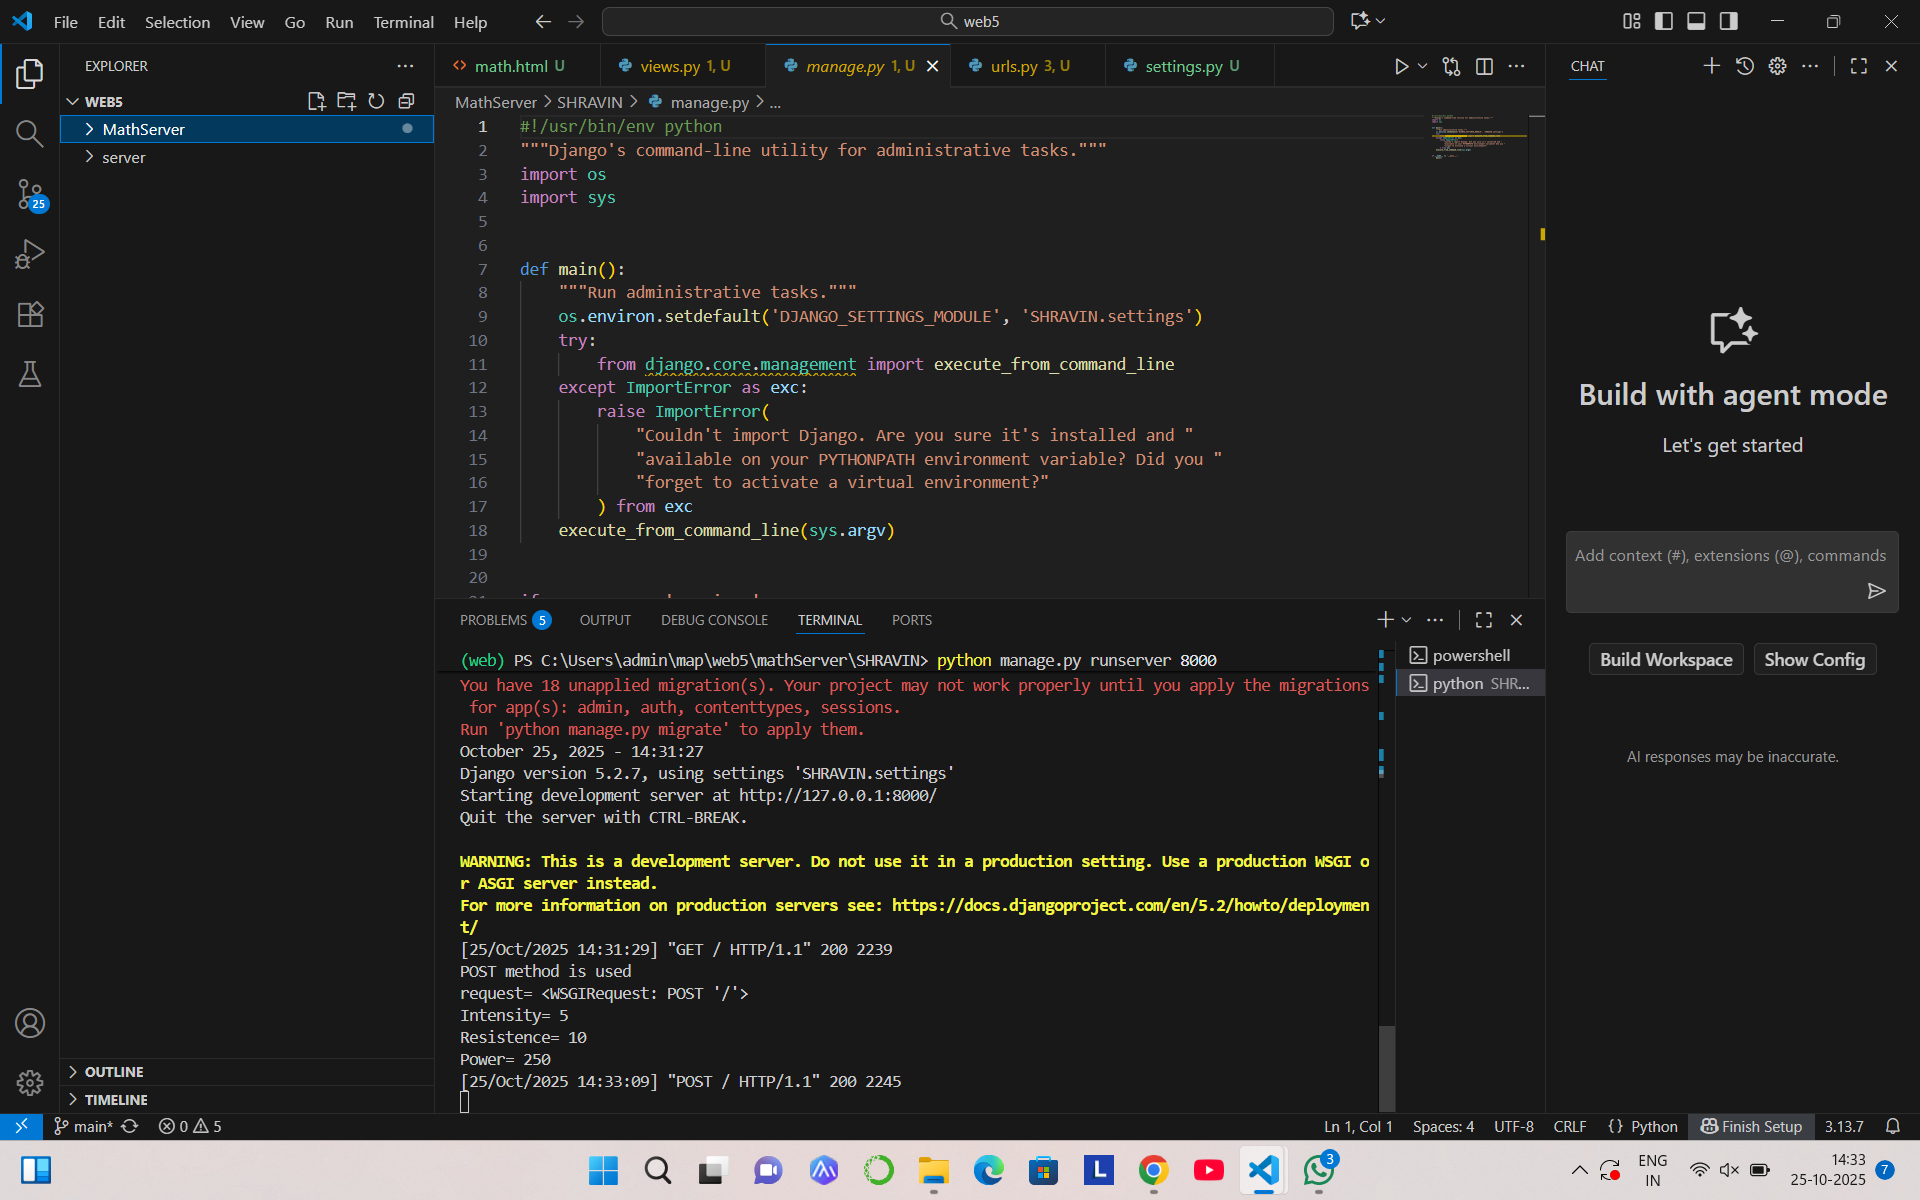 File Edit Selection View Go Run Terminal Help
web5
EXPLORER
WEB5
MathServer
server
25
OUTLINE
TIMELINE
math.html U
views.py 1, U
manage.py 1, U
urls.py 3, U
settings.py U
MathServer > SHRAVIN > manage.py > ...
1 #!/usr/bin/env python
2 """Django's command-line utility for administrative tasks."""
3 import os
4 import sys
5
6
7 def main():
8 """Run administrative tasks."""
9 os.environ.setdefault('DJANGO_SETTINGS_MODULE', 'SHRAVIN.settings')
10 try:
11 from django.core.management import execute_from_command_line
12 except ImportError as exc:
13 raise ImportError(
14 "Couldn't import Django. Are you sure it's installed and "
15 "available on your PYTHONPATH environment variable? Did you "
16 "forget to activate a virtual environment?"
17 ) from exc
18 execute_from_command_line(sys.argv)
19
20
PROBLEMS 5 OUTPUT DEBUG CONSOLE TERMINAL PORTS
(web) PS C:\Users\admin\map\web5\mathServer\SHRAVIN> python manage.py runserver 8000
You have 18 unapplied migration(s). Your project may not work properly until you apply the migrations
for app(s): admin, auth, contenttypes, sessions.
Run 'python manage.py migrate' to apply them.
October 25, 2025 - 14:31:27
Django version 5.2.7, using settings 'SHRAVIN.settings'
Starting development server at http://127.0.0.1:8000/
Quit the server with CTRL-BREAK.
WARNING: This is a development server. Do not use it in a production setting. Use a production WSGI o
r ASGI server instead.
For more information on production servers see: https://docs.djangoproject.com/en/5.2/howto/deploymen
t/
[25/Oct/2025 14:31:29] "GET / HTTP/1.1" 200 2239
POST method is used
request= <WSGIRequest: POST '/'>
Intensity= 5
Resistence= 10
Power= 250
[25/Oct/2025 14:33:09] "POST / HTTP/1.1" 200 2245
powershell
python SHR...
CHAT
Build with agent mode
Let's get started
Add context (#), extensions (@), commands
Build Workspace
Show Config
AI responses may be inaccurate.
main* 0 5
Ln 1, Col 1 Spaces: 4 UTF-8 CRLF {} Python Finish Setup 3.13.7
L
3
ENG
IN
14:33
25-10-2025
7